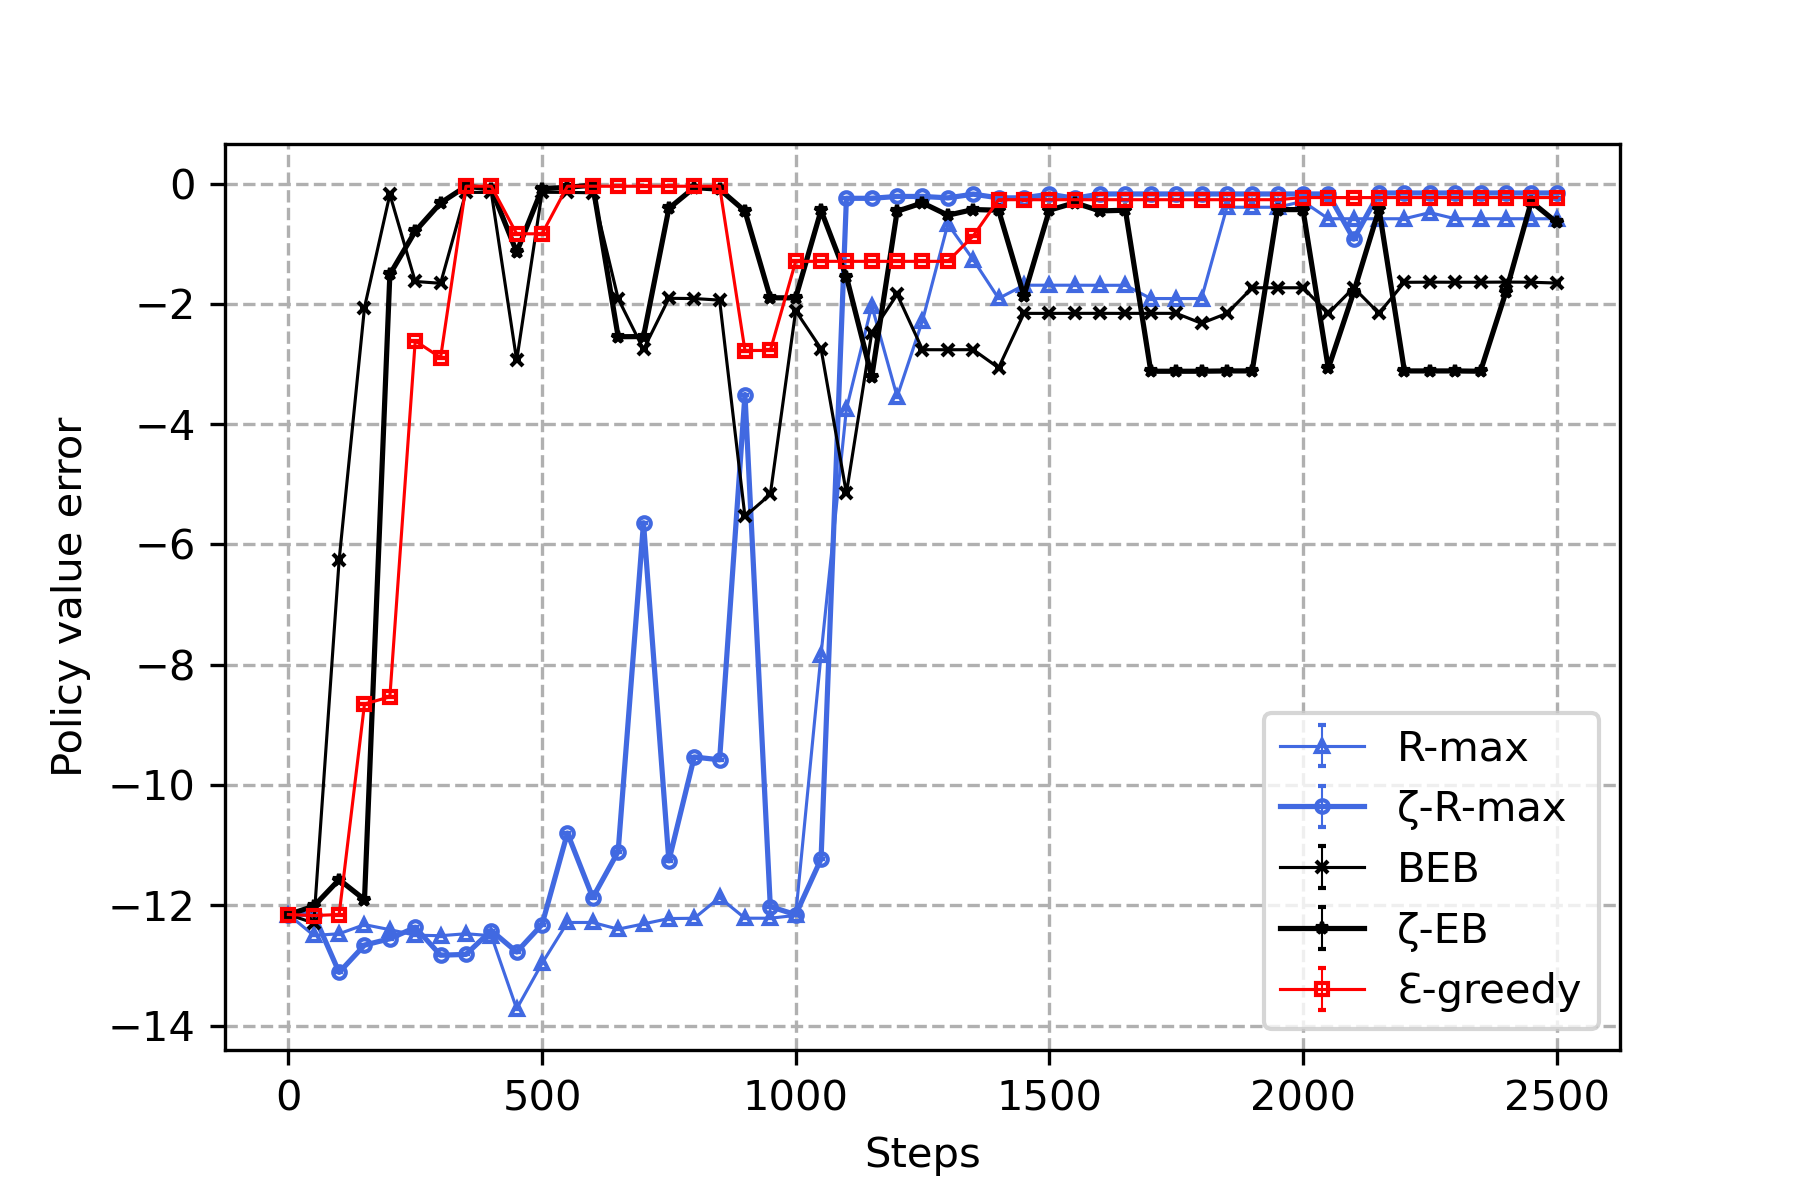 Policy value error
0
−2
−4
−6
−8
−10
−12
−14
0 500 1000 1500 2000 2500
Steps
R-max
ζ-R-max
BEB
ζ-EB
Ɛ-greedy